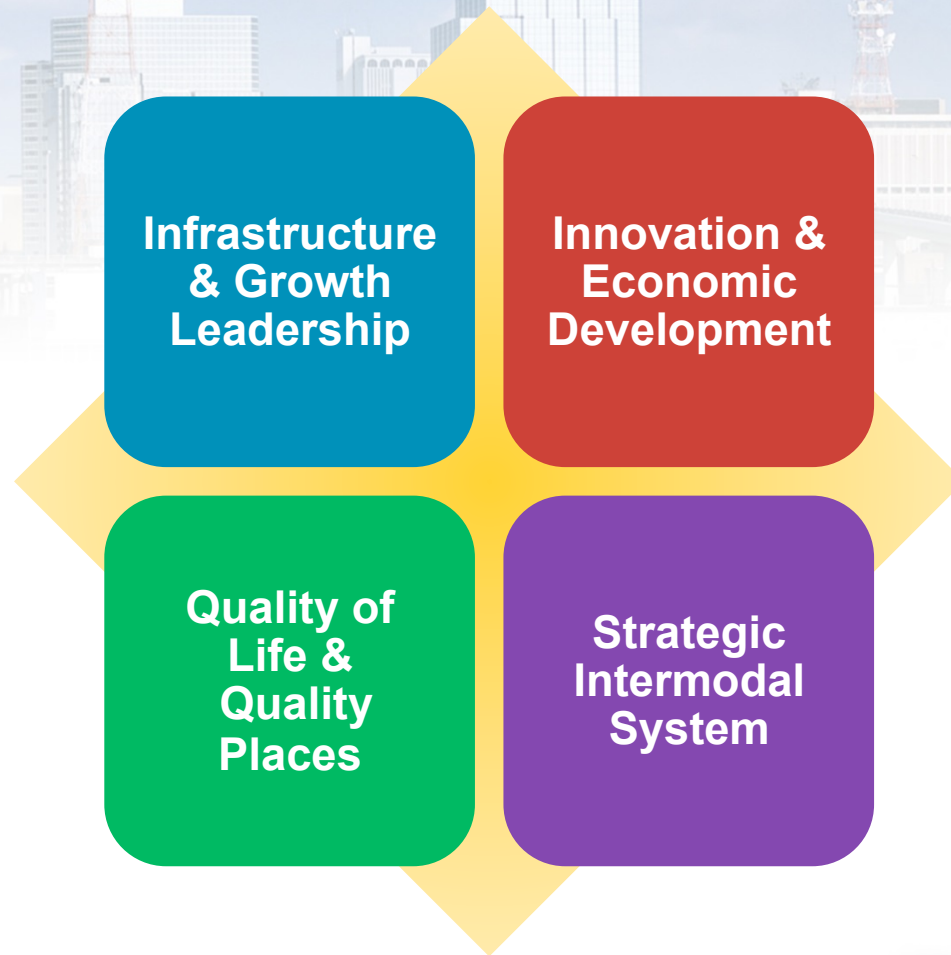 Infrastructure
& Growth
Leadership
Innovation &
Economic
Development
Quality of
Life &
Quality
Places
Strategic
Intermodal
System